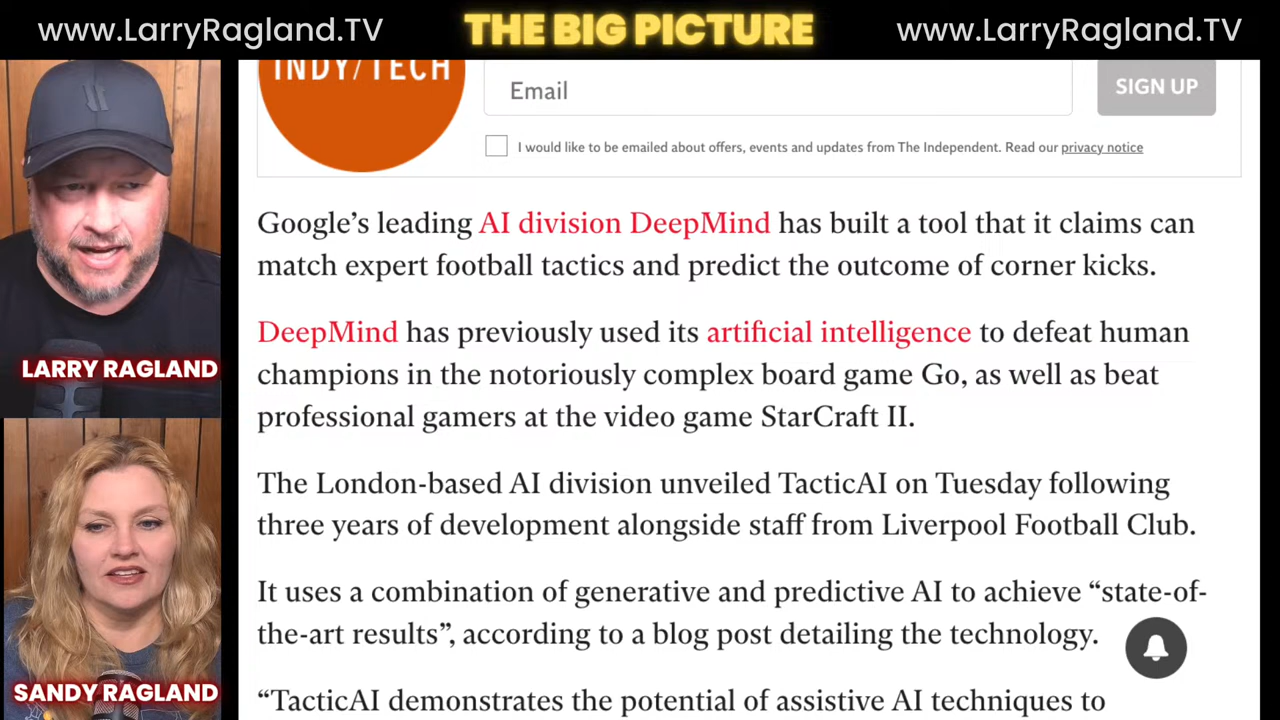 www.LarryRagland.TV
THE BIG PICTURE
www.LarryRagland.TV
INDY/TECH
Email
SIGN UP
I would like to be emailed about offers, events and updates from The Independent. Read our privacy notice
Google’s leading AI division DeepMind has built a tool that it claims can
match expert football tactics and predict the outcome of corner kicks.
DeepMind has previously used its artificial intelligence to defeat human
champions in the notoriously complex board game Go, as well as beat
professional gamers at the video game StarCraft II.
The London-based AI division unveiled TacticAI on Tuesday following
three years of development alongside staff from Liverpool Football Club.
It uses a combination of generative and predictive AI to achieve “state-of-
the-art results”, according to a blog post detailing the technology.
“TacticAI demonstrates the potential of assistive AI techniques to
LARRY RAGLAND
SANDY RAGLAND